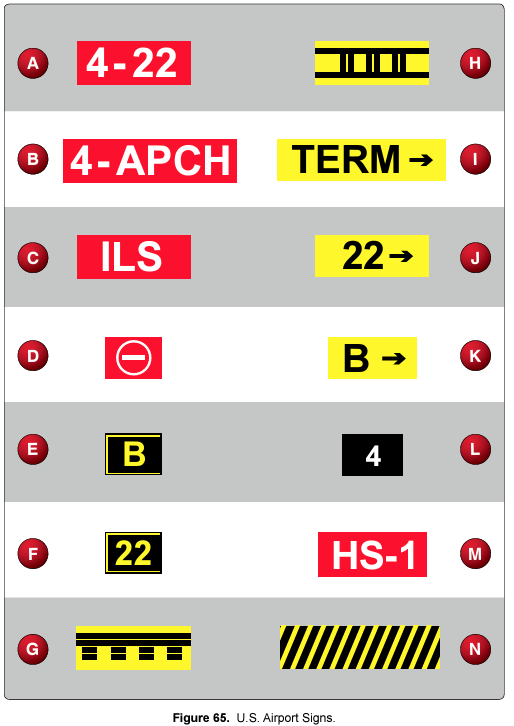 A 4-22 H
B 4-APCH TERM → I
C ILS 22→ J
D B → K
E B 4 L
F 22 HS-1 M
G N
Figure 65. U.S. Airport Signs.